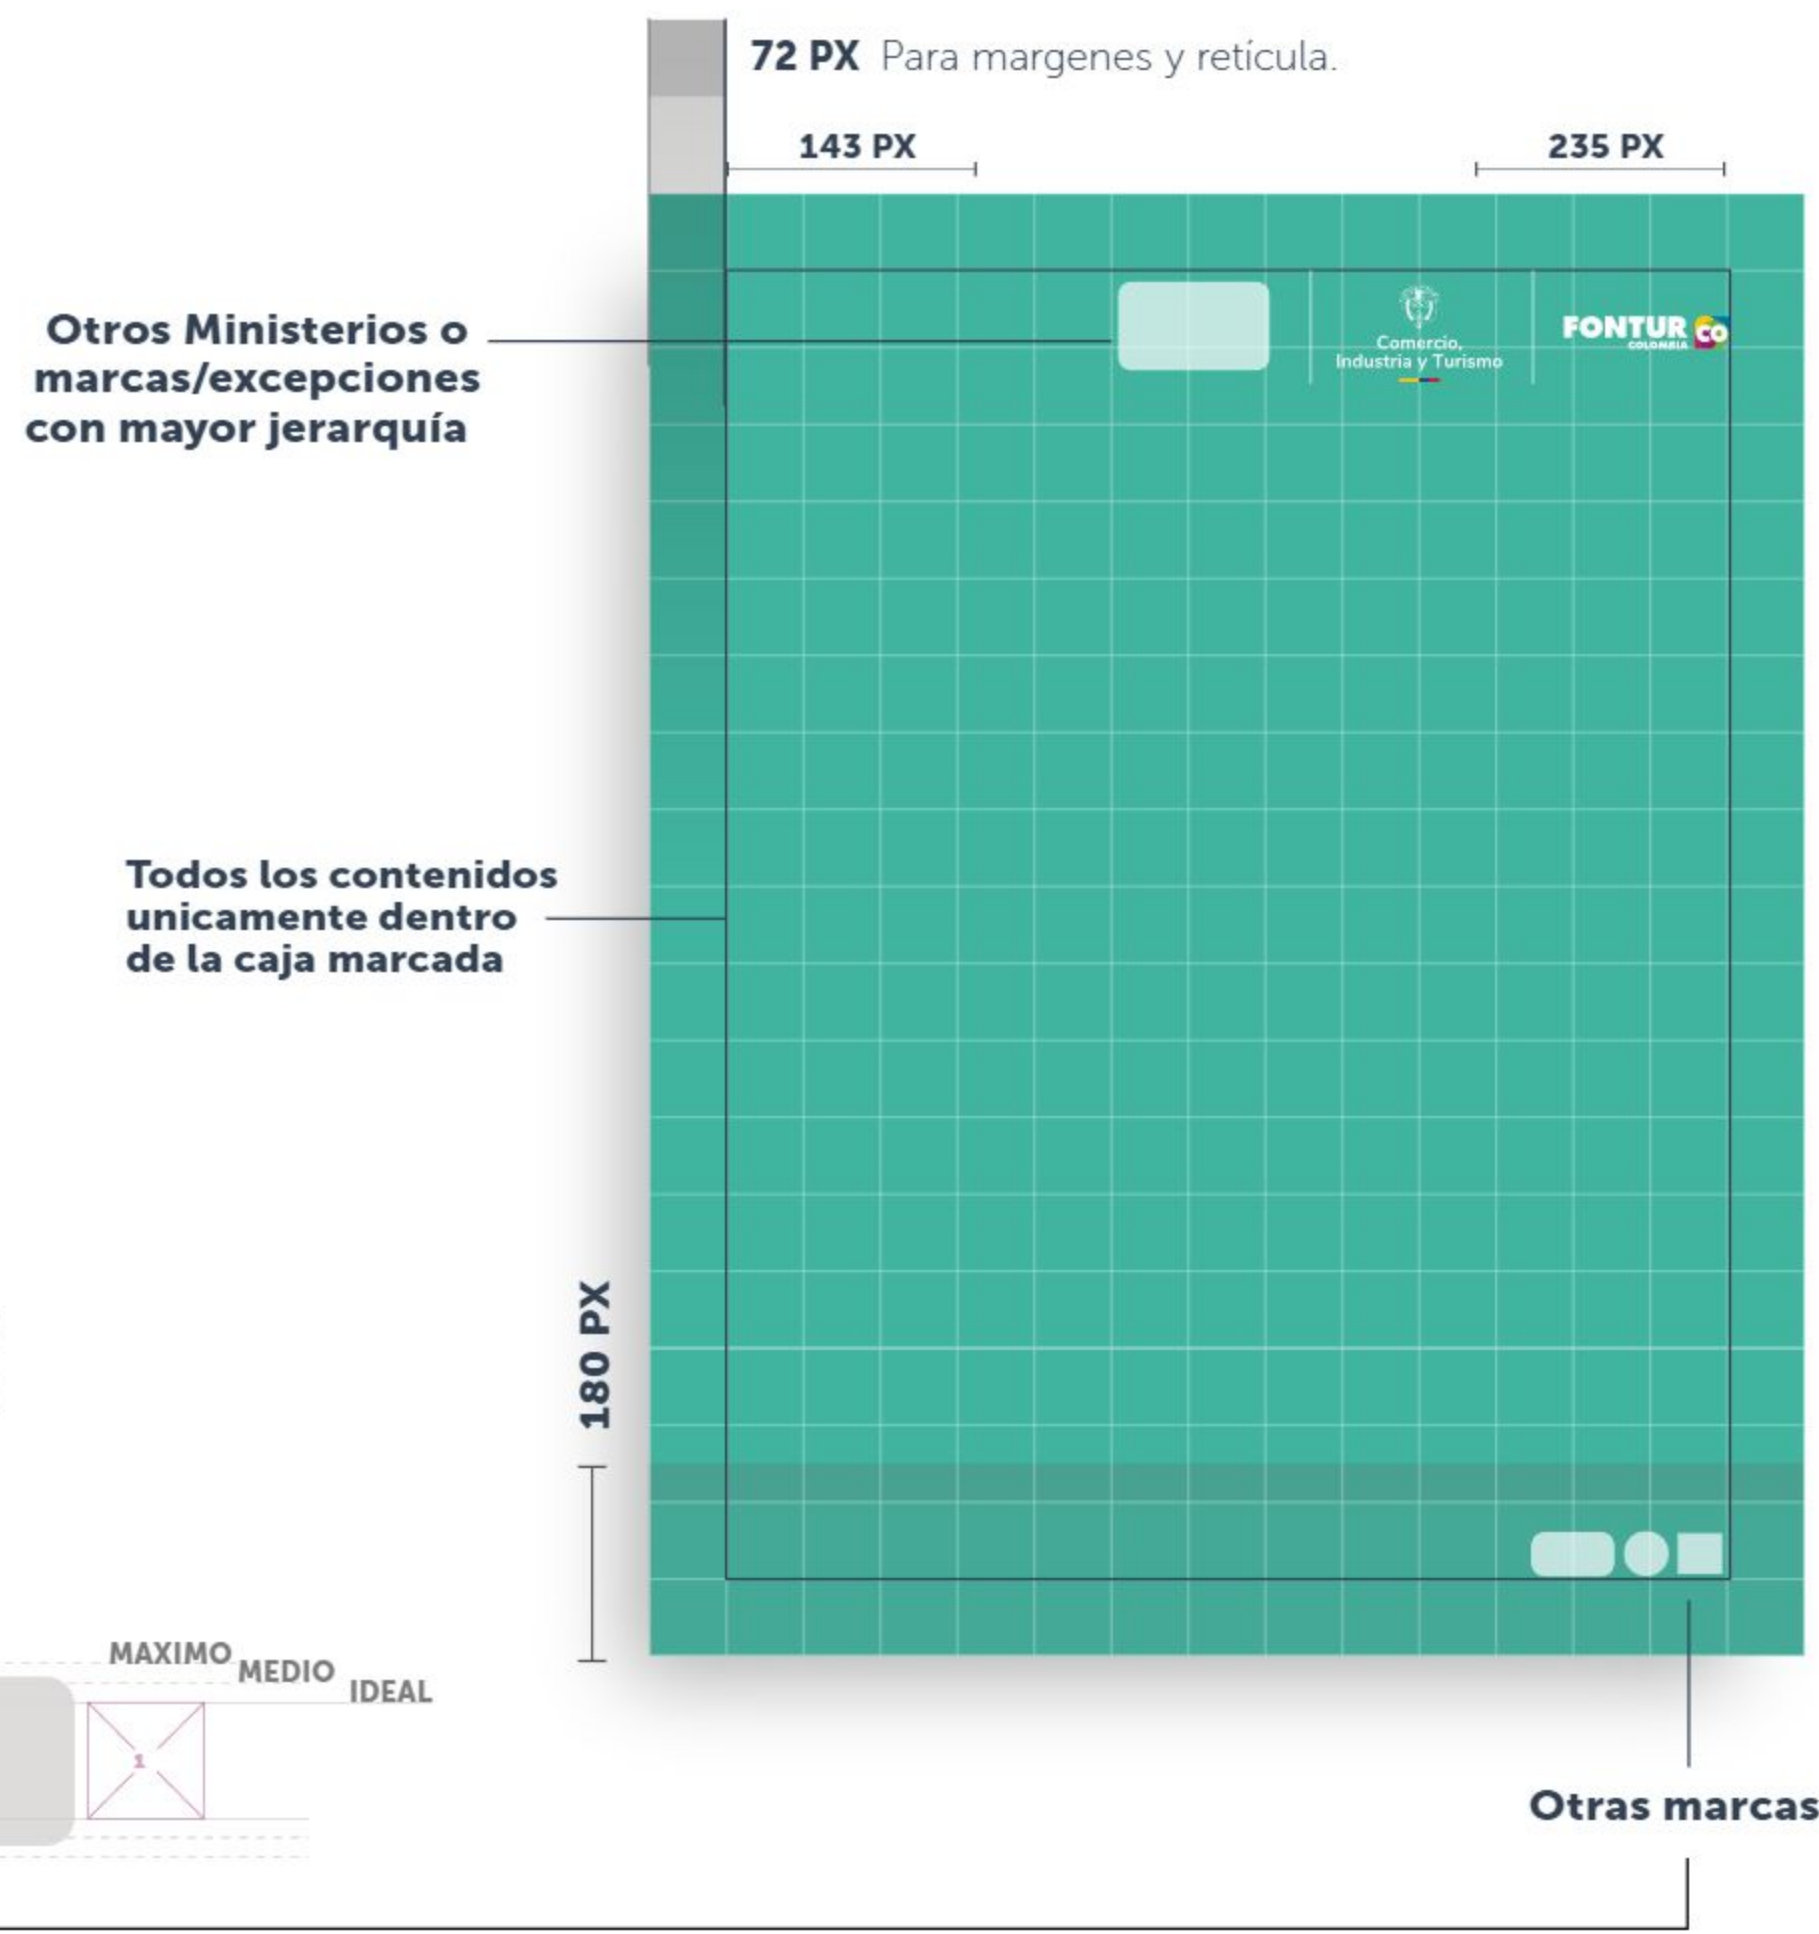 72 PX Para margenes y retícula.
143 PX
235 PX
Otros Ministerios o
marcas/excepciones
con mayor jerarquía
Comercio,
Industria y Turismo
FONTUR CO
COLOMBIA
Todos los contenidos
unicamente dentro
de la caja marcada
180 PX
MAXIMO
MEDIO
IDEAL
1
Otras marcas